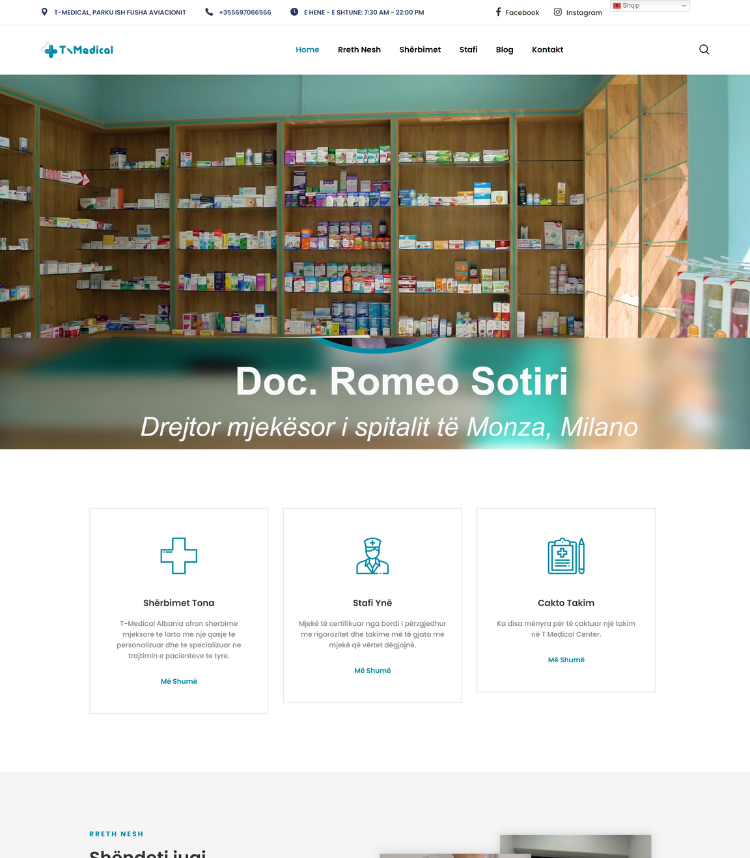 T-MEDICAL, PARKU ISH FUSHA AVIACIONIT
+355697066566
E HENE - E SHTUNE: 7:30 AM - 22:00 PM
Facebook
Instagram
Shqip
T-Medical
Home
Rreth Nesh
Shërbimet
Stafi
Blog
Kontakt
Doc. Romeo Sotiri
Drejtor mjekësor i spitalit të Monza, Milano
Shërbimet Tona
T-Medical Albania ofron sherbime
mjeksore te larta me nje qasje te
personalizuar dhe te specializuar ne
trajtimin e pacienteve te tyre.
Më Shumë
Stafi Ynë
Mjekë të certifikuar nga bordi i përzgjedhur
me rigorozitet dhe takime më të gjata me
mjekë që vërtet dëgjojnë.
Më Shumë
Cakto Takim
Ka disa mënyra për të caktuar një takim
në T Medical Center.
Më Shumë
RRETH NESH
Shëndeti juaj